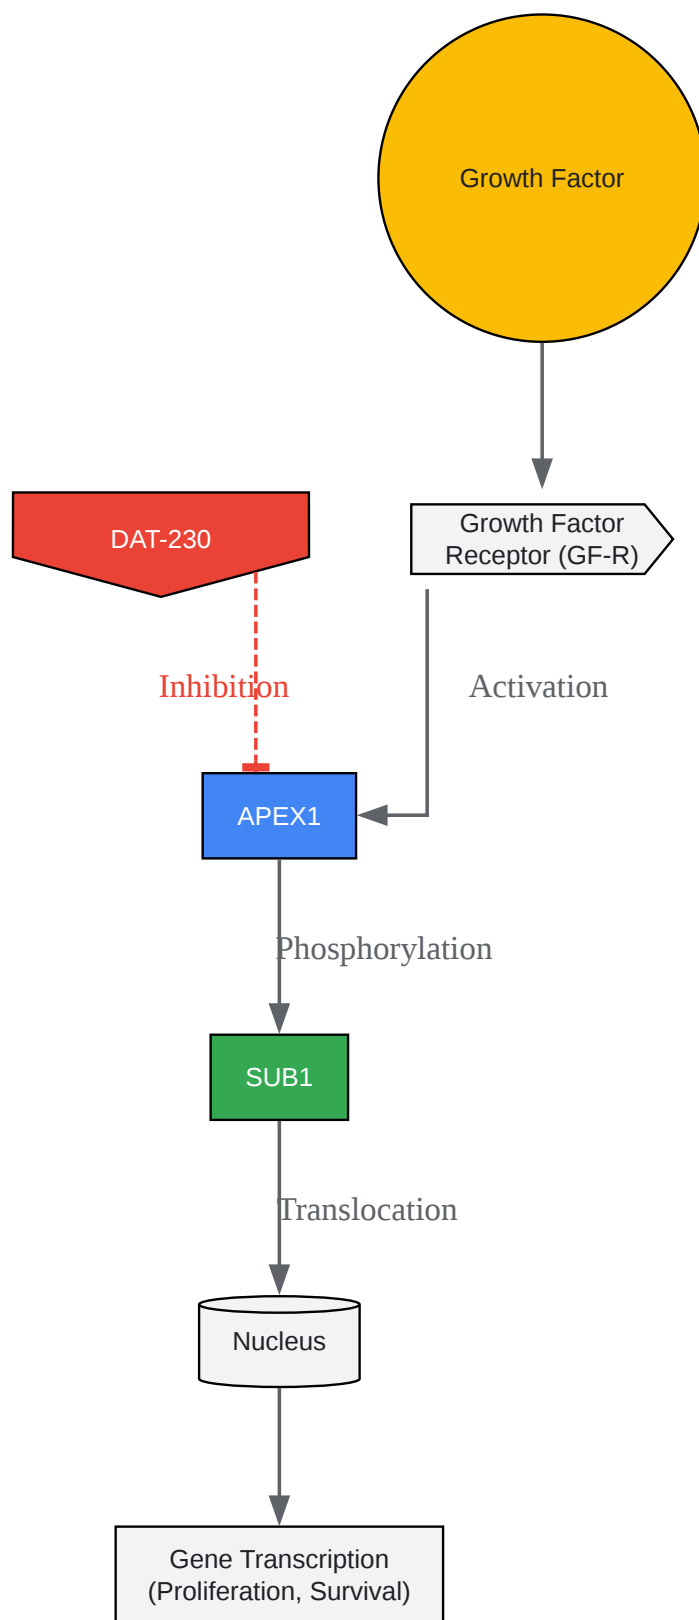 Growth Factor
DAT-230
Growth Factor
Receptor (GF-R)
Inhibition
Activation
APEX1
Phosphorylation
SUB1
Translocation
Nucleus
Gene Transcription
(Proliferation, Survival)